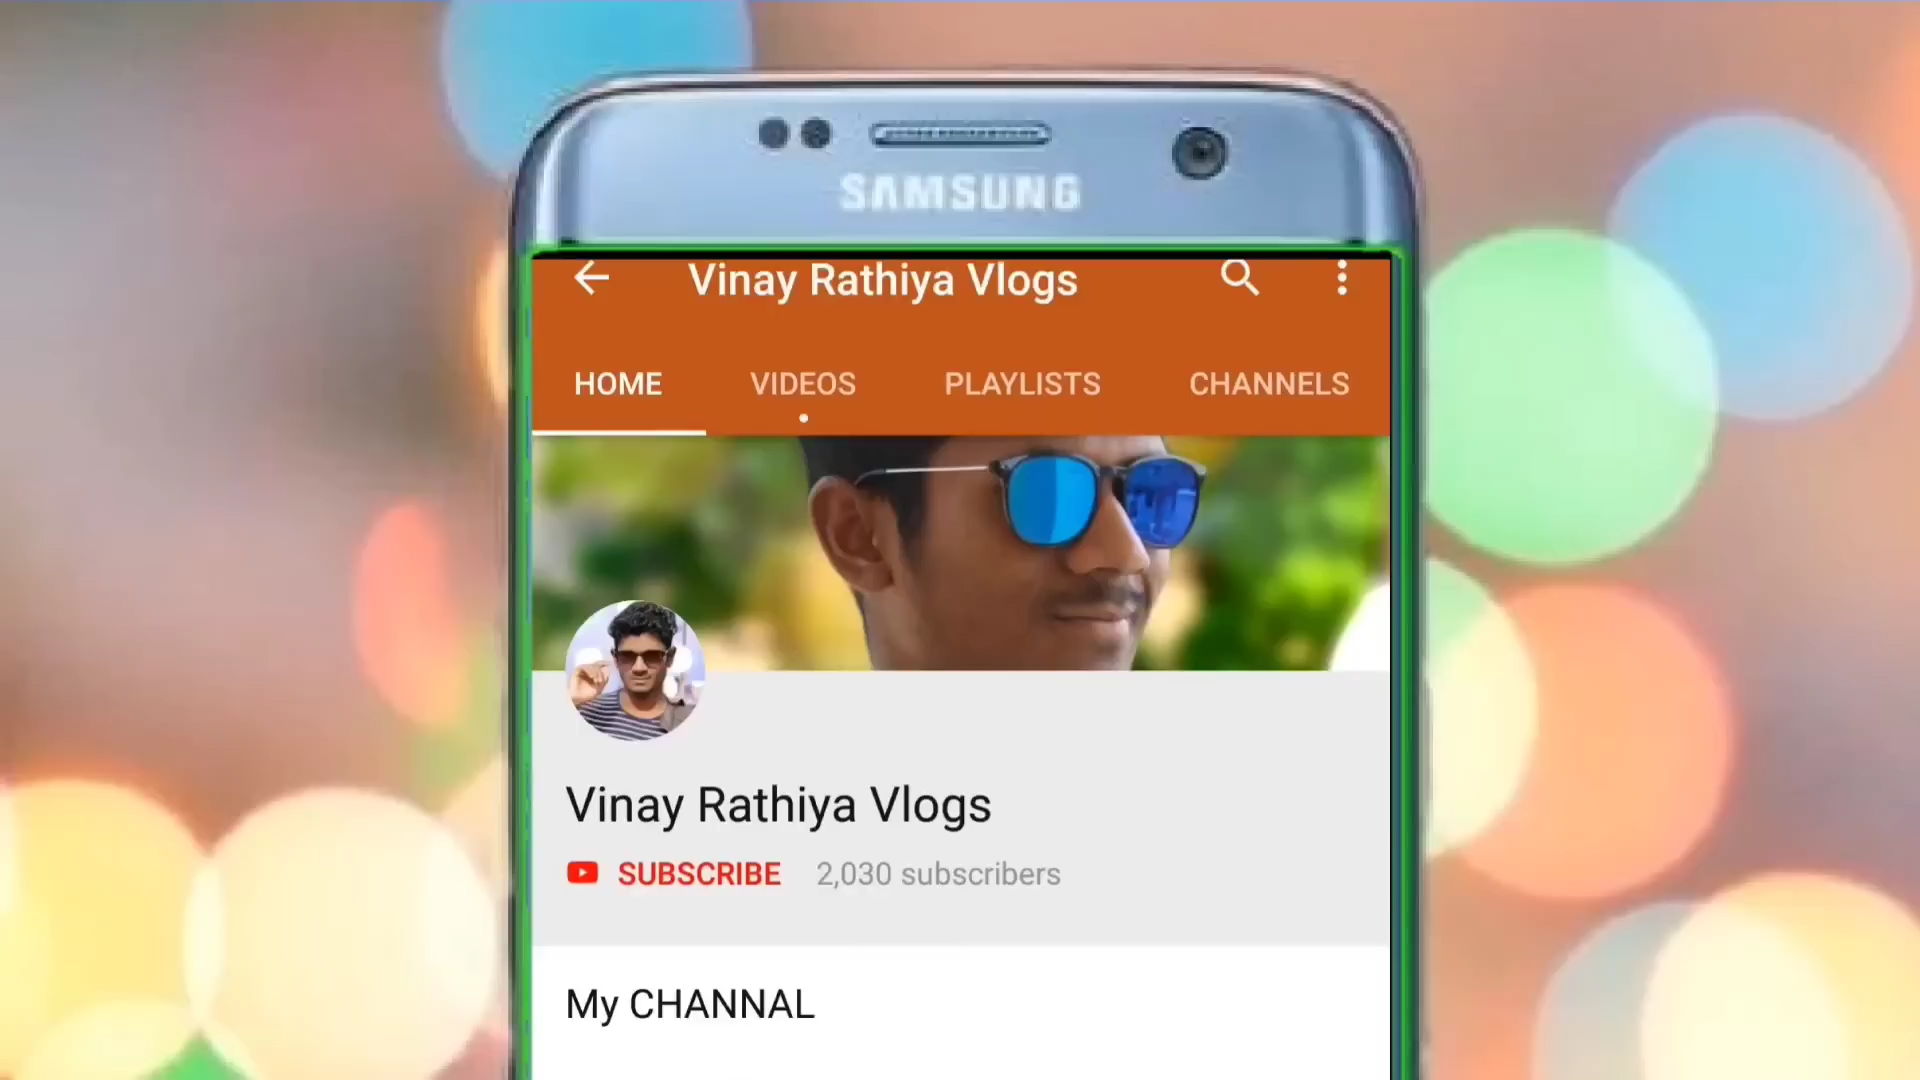 SAMSUNG
Vinay Rathiya Vlogs
HOME VIDEOS PLAYLISTS CHANNELS
Vinay Rathiya Vlogs
SUBSCRIBE 2,030 subscribers
My CHANNAL